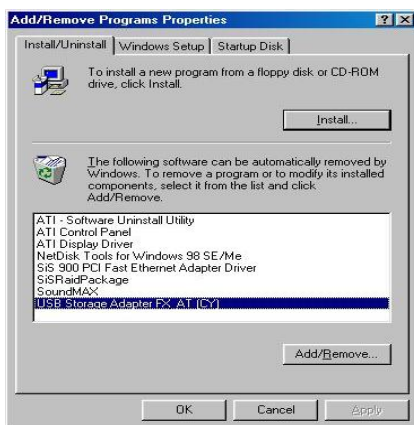 Add/Remove Programs Properties
Install/Uninstall Windows Setup Startup Disk
To install a new program from a floppy disk or CD-ROM
drive, click Install.
Install...
The following software can be automatically removed by
Windows. To remove a program or to modify its installed
components, select it from the list and click
Add/Remove.
ATI - Software Uninstall Utility
ATI Control Panel
ATI Display Driver
NetDisk Tools for Windows 98 SE/Me
SiS 900 PCI Fast Ethernet Adapter Driver
SiSRaidPackage
SoundMAX
USB Storage Adapter FX_AT (CY)
Add/Remove...
OK Cancel Apply